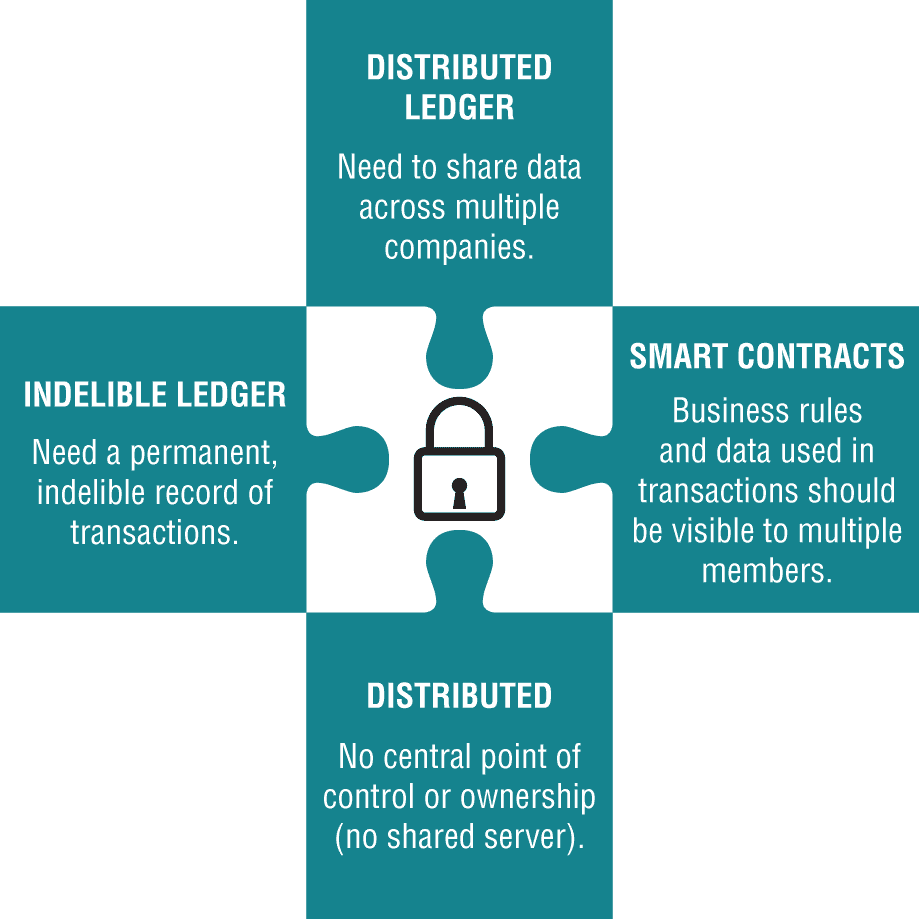 DISTRIBUTED
LEDGER
Need to share data
across multiple
companies.
INDELIBLE LEDGER
Need a permanent,
indelible record of
transactions.
SMART CONTRACTS
Business rules
and data used in
transactions should
be visible to multiple
members.
DISTRIBUTED
No central point of
control or ownership
(no shared server).